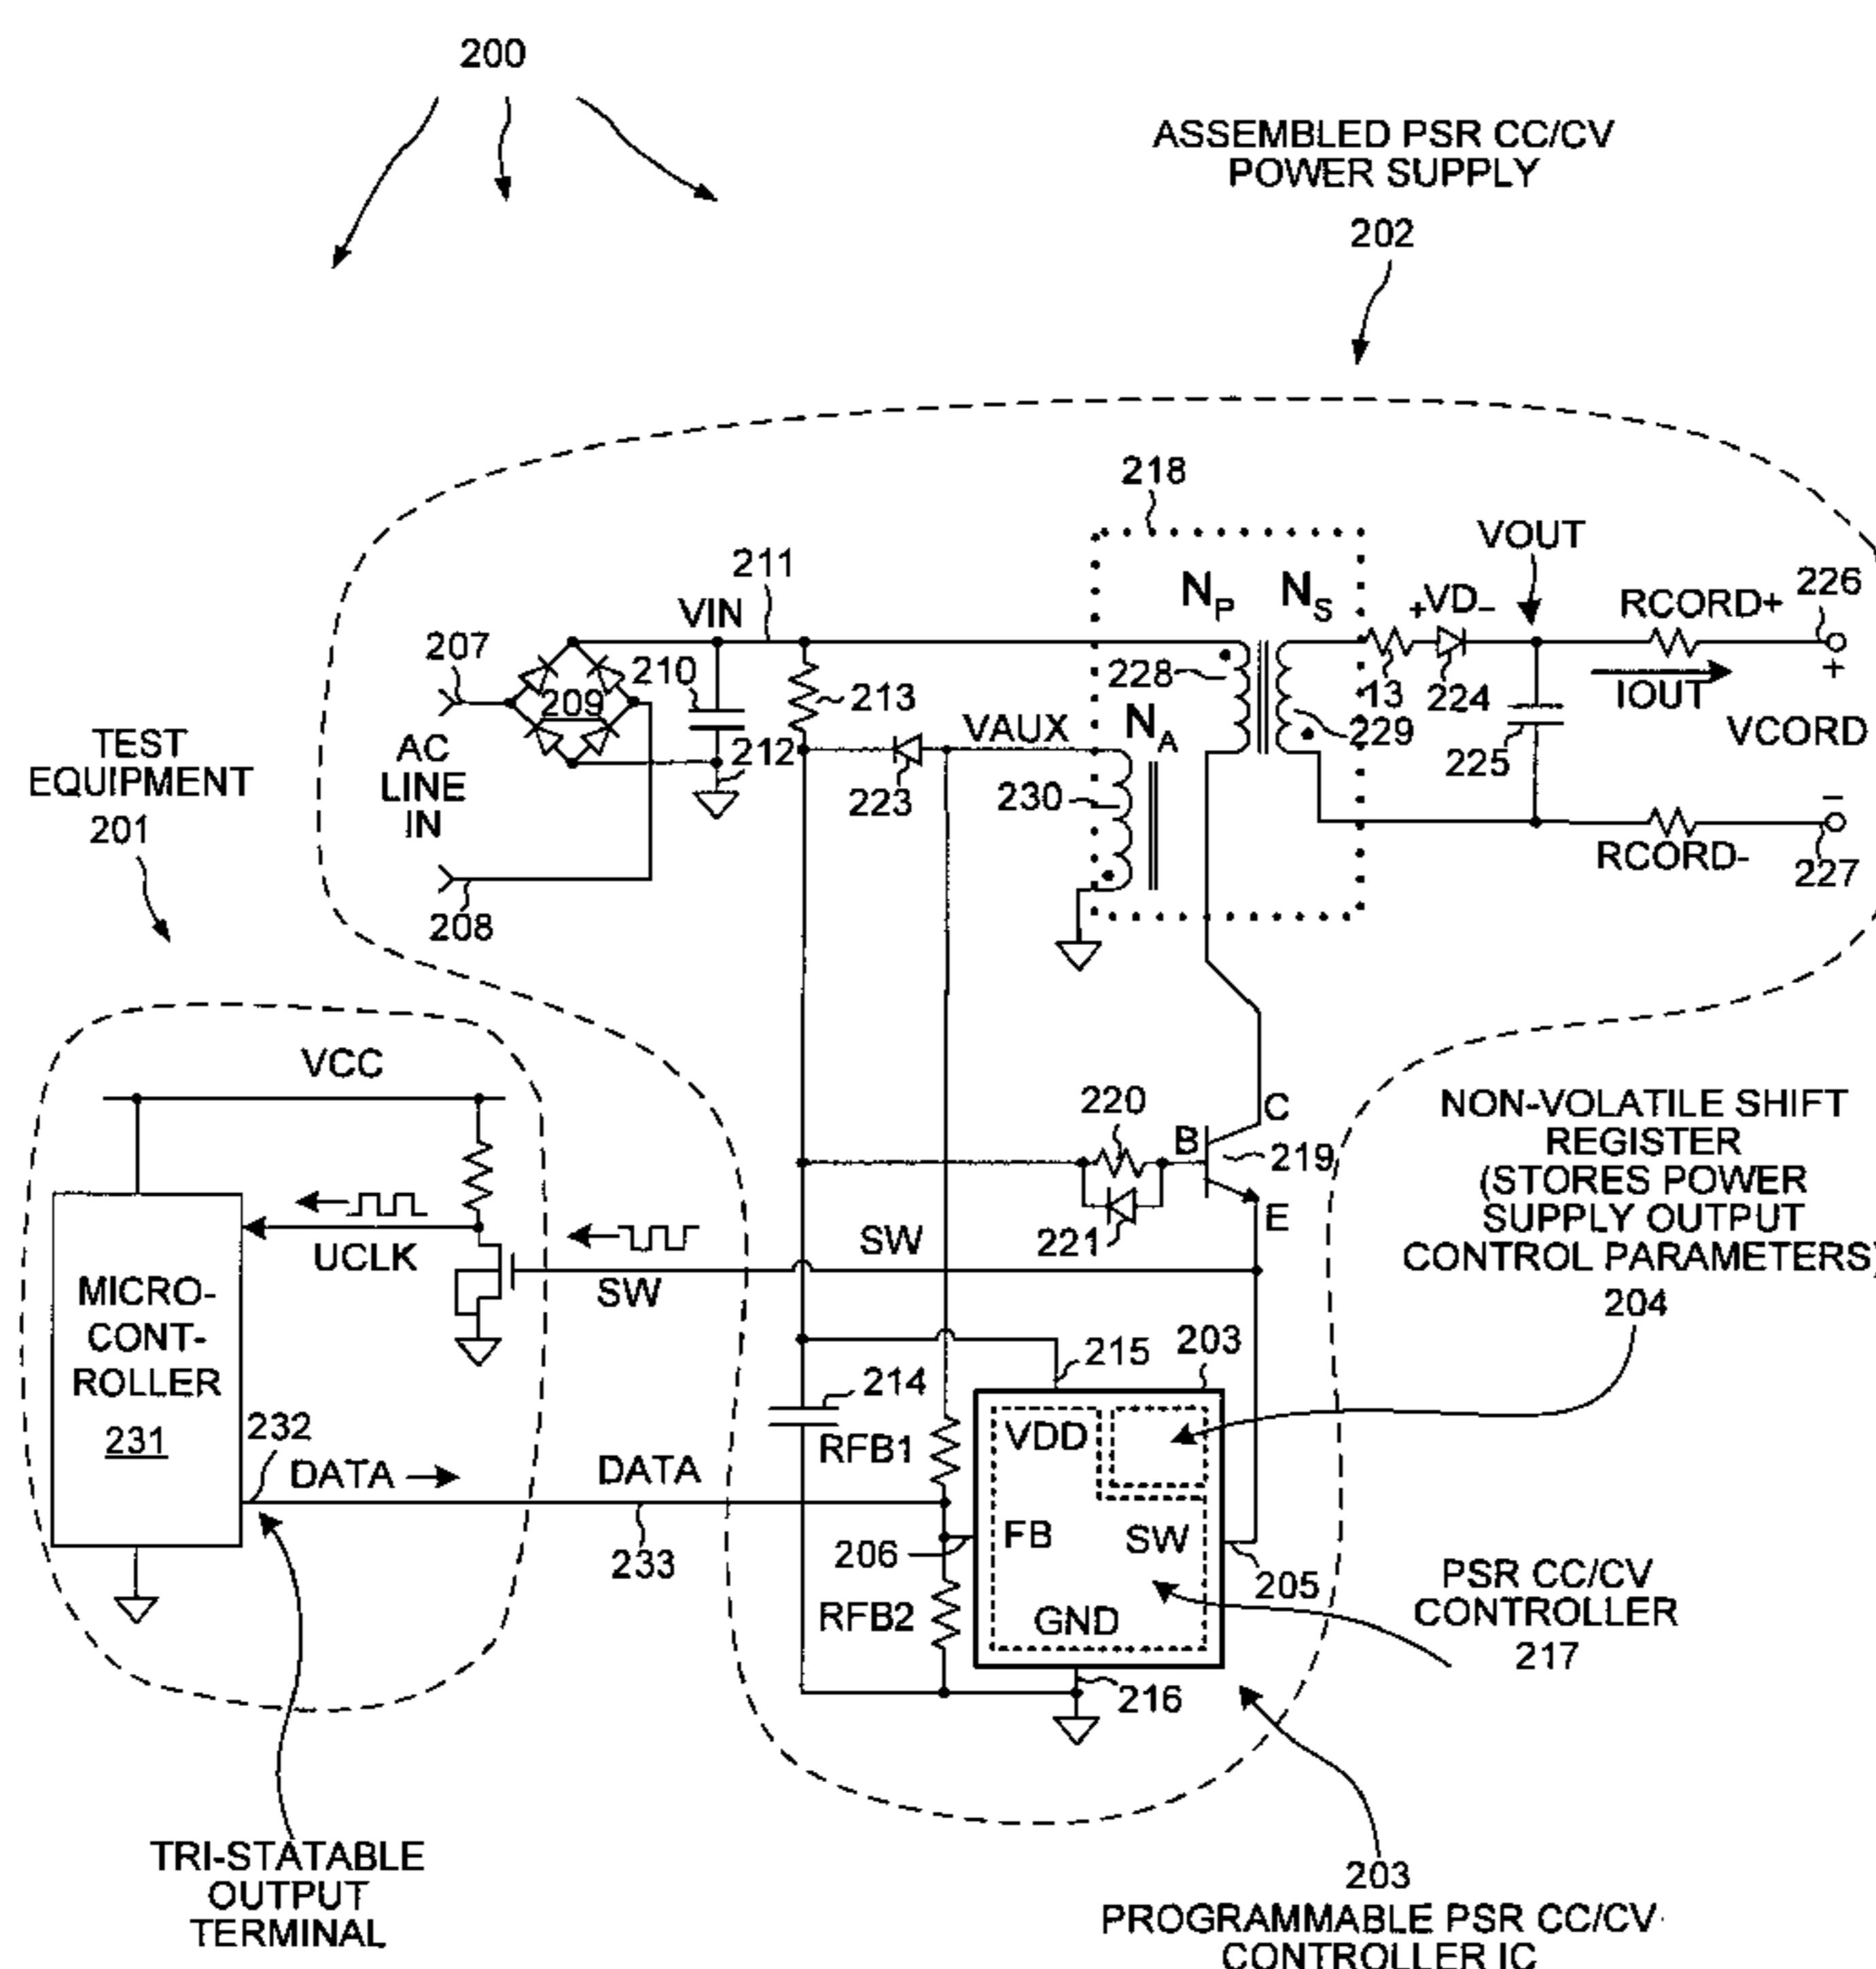 200
ASSEMBLED PSR CC/CV
POWER SUPPLY
202
218
VOUT
211
VIN
NP
NS
+VD-
RCORD+
226
207
210
228
213
209
13
224
IOUT
+
VAUX
NA
229
VCORD
TEST
EQUIPMENT
201
AC
LINE
IN
212
223
230
225
-
RCORD-
227
208
VCC
220
C
B
219
NON-VOLATILE SHIFT
REGISTER
(STORES POWER
SUPPLY OUTPUT
CONTROL PARAMETERS)
204
E
221
SW
UCLK
SW
MICRO-
CONT-
ROLLER
231
215
203
214
232
RFB1
VDD
DATA
DATA
FB
SW
206
233
205
PSR CC/CV
CONTROLLER
217
RFB2
GND
216
TRI-STATABLE
OUTPUT
TERMINAL
203
PROGRAMMABLE PSR CC/CV
CONTROLLER IC